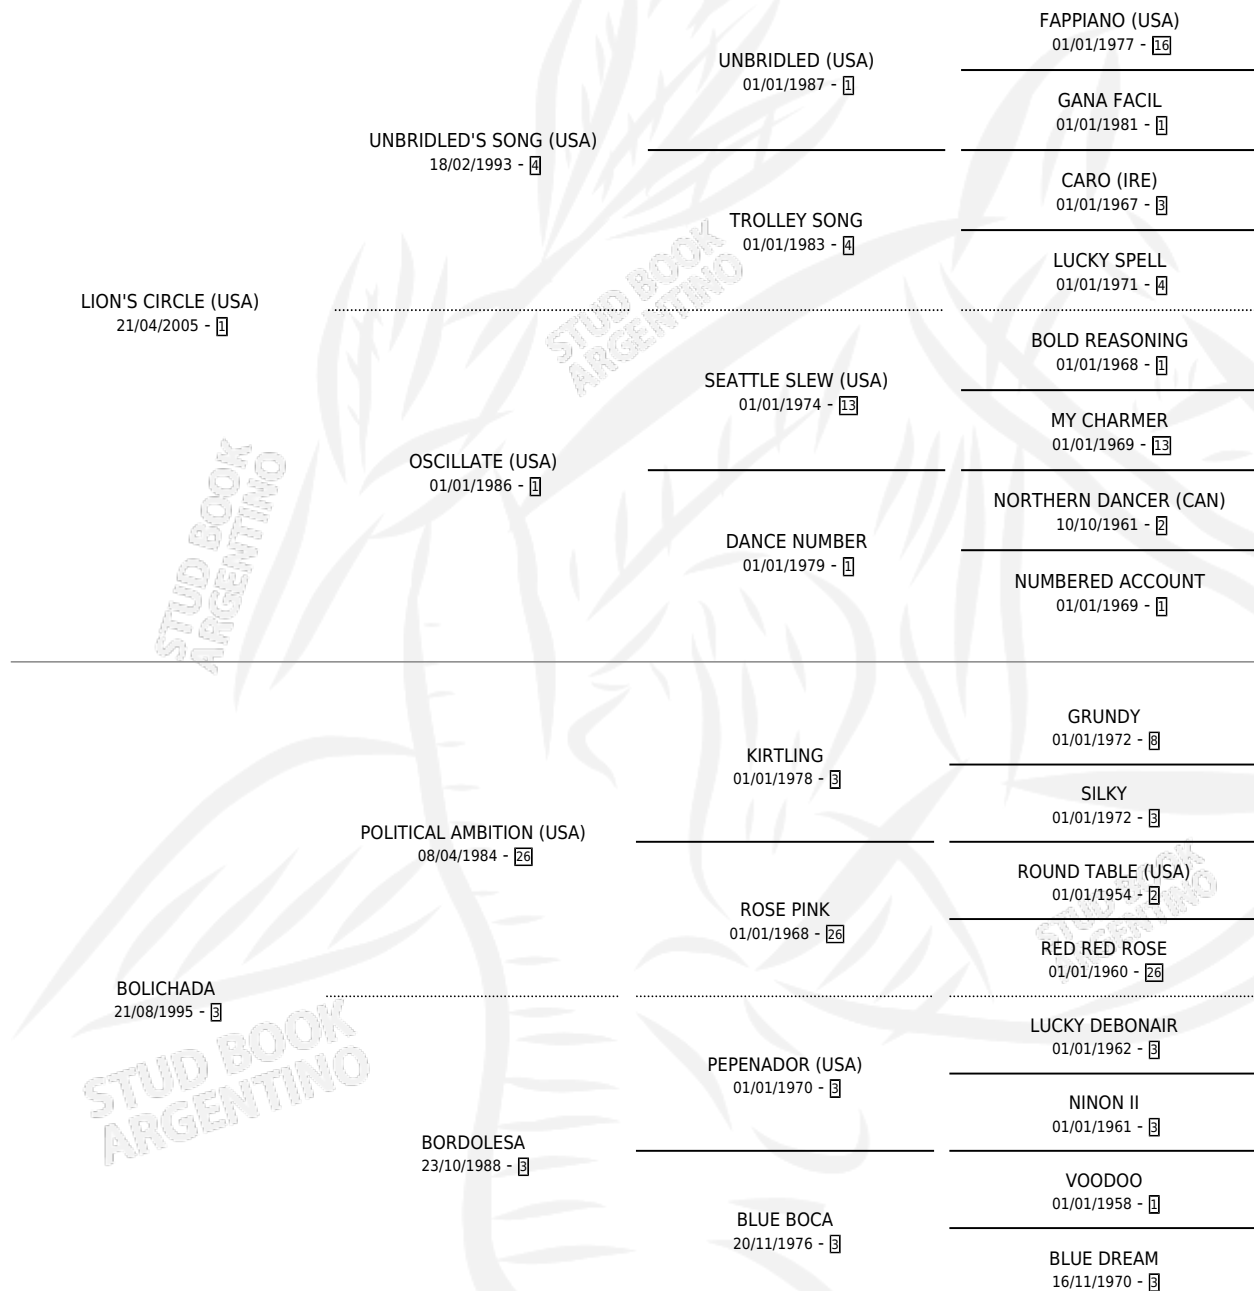 FAPPIANO (USA)
01/01/1977 - 16
UNBRIDLED (USA)
01/01/1987 - 1
GANA FACIL
01/01/1981 - 1
UNBRIDLED'S SONG (USA)
18/02/1993 - 4
CARO (IRE)
01/01/1967 - 3
TROLLEY SONG
01/01/1983 - 4
LUCKY SPELL
01/01/1971 - 4
LION'S CIRCLE (USA)
21/04/2005 - 1
BOLD REASONING
01/01/1968 - 1
SEATTLE SLEW (USA)
01/01/1974 - 13
MY CHARMER
01/01/1969 - 13
OSCILLATE (USA)
01/01/1986 - 1
NORTHERN DANCER (CAN)
10/10/1961 - 2
DANCE NUMBER
01/01/1979 - 1
NUMBERED ACCOUNT
01/01/1969 - 1
GRUNDY
01/01/1972 - 8
KIRTLING
01/01/1978 - 3
SILKY
01/01/1972 - 3
POLITICAL AMBITION (USA)
08/04/1984 - 26
ROUND TABLE (USA)
01/01/1954 - 2
ROSE PINK
01/01/1968 - 26
RED RED ROSE
01/01/1960 - 26
BOLICHADA
21/08/1995 - 3
LUCKY DEBONAIR
01/01/1962 - 3
PEPENADOR (USA)
01/01/1970 - 3
NINON II
01/01/1961 - 3
BORDOLESA
23/10/1988 - 3
VOODOO
01/01/1958 - 1
BLUE BOCA
20/11/1976 - 3
BLUE DREAM
16/11/1970 - 3
STUD BOOK
ARGENTINO
STUD BOOK
ARGENTINO
STUD BOOK
ARGENTINO
STUD BOOK
ARGENTINO